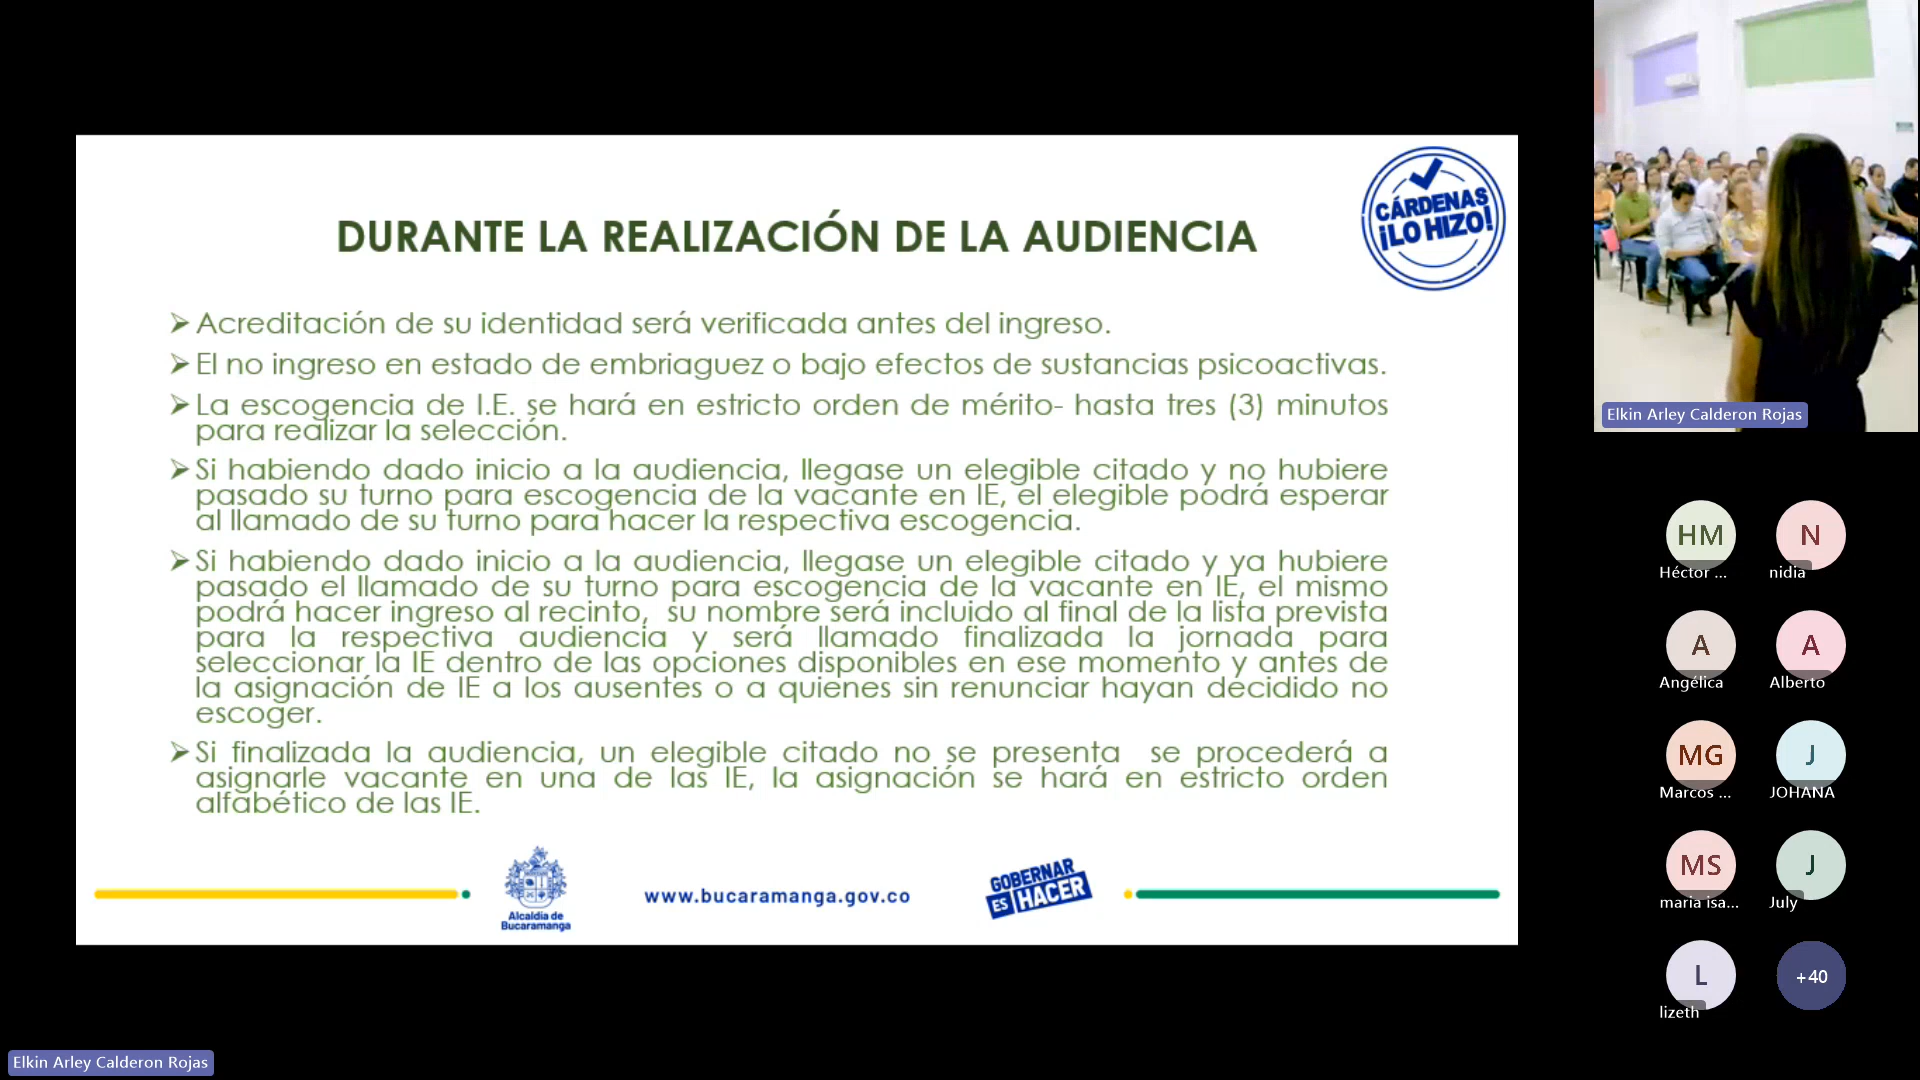 DURANTE LA REALIZACIÓN DE LA AUDIENCIA
CÁRDENAS
¡LO HIZO!
➢ Acreditación de su identidad será verificada antes del ingreso.
➢ El no ingreso en estado de embriaguez o bajo efectos de sustancias psicoactivas.
➢ La escogencia de I.E. se hará en estricto orden de mérito- hasta tres (3) minutos
para realizar la selección.
➢ Si habiendo dado inicio a la audiencia, llegase un elegible citado y no hubiere
pasado su turno para escogencia de la vacante en IE, el elegible podrá esperar
al llamado de su turno para hacer la respectiva escogencia.
➢ Si habiendo dado inicio a la audiencia, llegase un elegible citado y ya hubiere
pasado el llamado de su turno para escogencia de la vacante en IE, el mismo
podrá hacer ingreso al recinto, su nombre será incluido al final de la lista prevista
para la respectiva audiencia y será llamado finalizada la jornada para
seleccionar la IE dentro de las opciones disponibles en ese momento y antes de
la asignación de IE a los ausentes o a quienes sin renunciar hayan decidido no
escoger.
➢ Si finalizada la audiencia, un elegible citado no se presenta se procederá a
asignarle vacante en una de las IE, la asignación se hará en estricto orden
alfabético de las IE.
Alcaldía de
Bucaramanga
www.bucaramanga.gov.co
GOBERNAR
ES HACER
Elkin Arley Calderon Rojas
HM
Héctor ...
N
nidia
A
Angélica
A
Alberto
MG
Marcos ...
J
JOHANA
MS
maria isa...
J
July
L
lizeth
+40
Elkin Arley Calderon Rojas